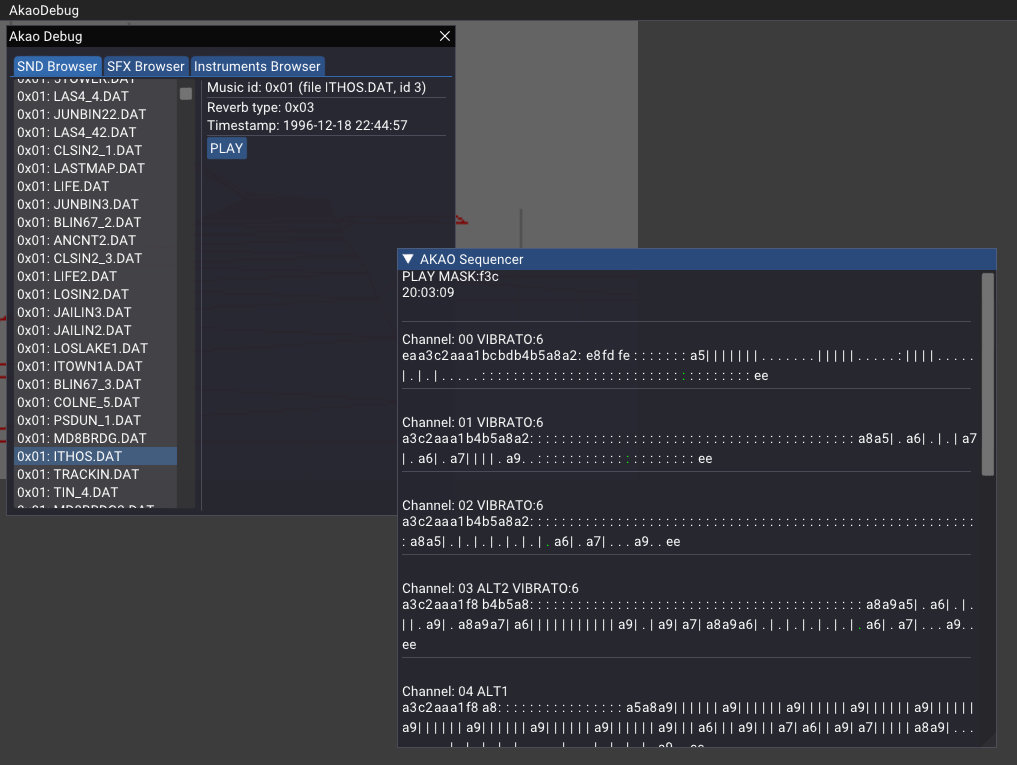 AkaoDebug
Akao Debug
SND Browser
SFX Browser
Instruments Browser
0x01: LAS4_4.DAT
0x01: JUNBIN22.DAT
0x01: LAS4_42.DAT
0x01: CLSIN2_1.DAT
0x01: LASTMAP.DAT
0x01: LIFE.DAT
0x01: JUNBIN3.DAT
0x01: BLIN67_2.DAT
0x01: ANCNT2.DAT
0x01: CLSIN2_3.DAT
0x01: LIFE2.DAT
0x01: LOSIN2.DAT
0x01: JAILIN3.DAT
0x01: JAILIN2.DAT
0x01: LOSLAKE1.DAT
0x01: ITOWN1A.DAT
0x01: BLIN67_3.DAT
0x01: COLNE_5.DAT
0x01: PSDUN_1.DAT
0x01: MD8BRDG.DAT
0x01: ITHOS.DAT
0x01: TRACKIN.DAT
0x01: TIN_4.DAT
Music id: 0x01 (file ITHOS.DAT, id 3)
Reverb type: 0x03
Timestamp: 1996-12-18 22:44:57
PLAY
AKAO Sequencer
PLAY MASK:f3c
20:03:09
Channel: 00 VIBRATO:6
eaa3c2aaa1bcbdb4b5a8a2: e8fd fe : : : : : : : a5| | | | | | | . . . . . . . | | | | | . . . . . : | | | | . . . . .
| . | . | . . . . . : : : : : : : : : : : : : : : : : : : : : : : : : : : : : : : : : : ee
Channel: 01 VIBRATO:6
a3c2aaa1b4b5a8a2: : : : : : : : : : : : : : : : : : : : : : : : : : : : : : : : : : : : : : : : : a8a5| . a6| . | . | a7
| . a6| . a7| | | | . a9. . : : : : : : : : : : : : : : : : : : : : : ee
Channel: 02 VIBRATO:6
a3c2aaa1b4b5a8a2: : : : : : : : : : : : : : : : : : : : : : : : : : : : : : : : : : : : : : : : : : : : : : : : : : : : : : :
: a8a5| . | . | . | . | . | . | . a6| . a7| . . . a9. . ee
Channel: 03 ALT2 VIBRATO:6
a3c2aaa1f8 b4b5a8: : : : : : : : : : : : : : : : : : : : : : : : : : : : : : : : : : : : : : : : : a8a9a5| . a6| . | .
| | . a9| . a8a9a7| a6| | | | | | | | | | | a9| . | a9| a7| a8a9a6| . | . | . | . | . | . a6| . a7| . . . a9. .
ee
Channel: 04 ALT1
a3c2aaa1f8 a8: : : : : : : : : : : : : : : : a5a8a9| | | | | | a9| | | | | | a9| | | | | | a9| | | | | | a9| | | | | |
a9| | | | | | a9| | | | | | a9| | | | | | a9| | | | | | a9| | | a6| | | a9| | | a7| a6| | a9| a7| | | | | a8a9| . . .